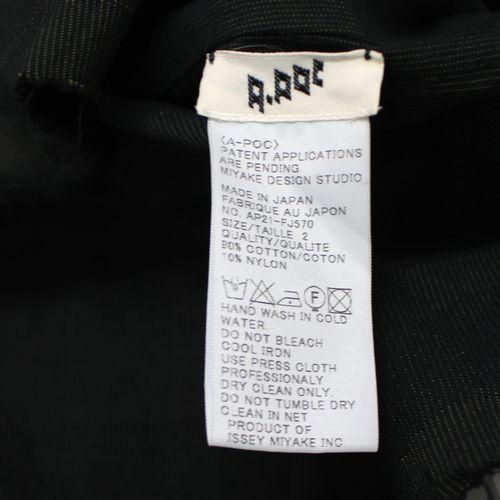 A.POC
〈A-POC〉
PATENT APPLICATIONS
ARE PENDING.
MIYAKE DESIGN STUDIO
MADE IN JAPAN
FABRIQUE AU JAPON
NO. AP21-FJ570
SIZE/TAILLE 2
QUALITY/QUALITE
90% COTTON/COTON
10% NYLON
F
HAND WASH IN COLD
WATER.
DO NOT BLEACH
COOL IRON
USE PRESS CLOTH
PROFESSIONALY
DRY CLEAN ONLY.
DO NOT TUMBLE DRY
CLEAN IN NET
PRODUCT OF
ISSEY MIYAKE INC.